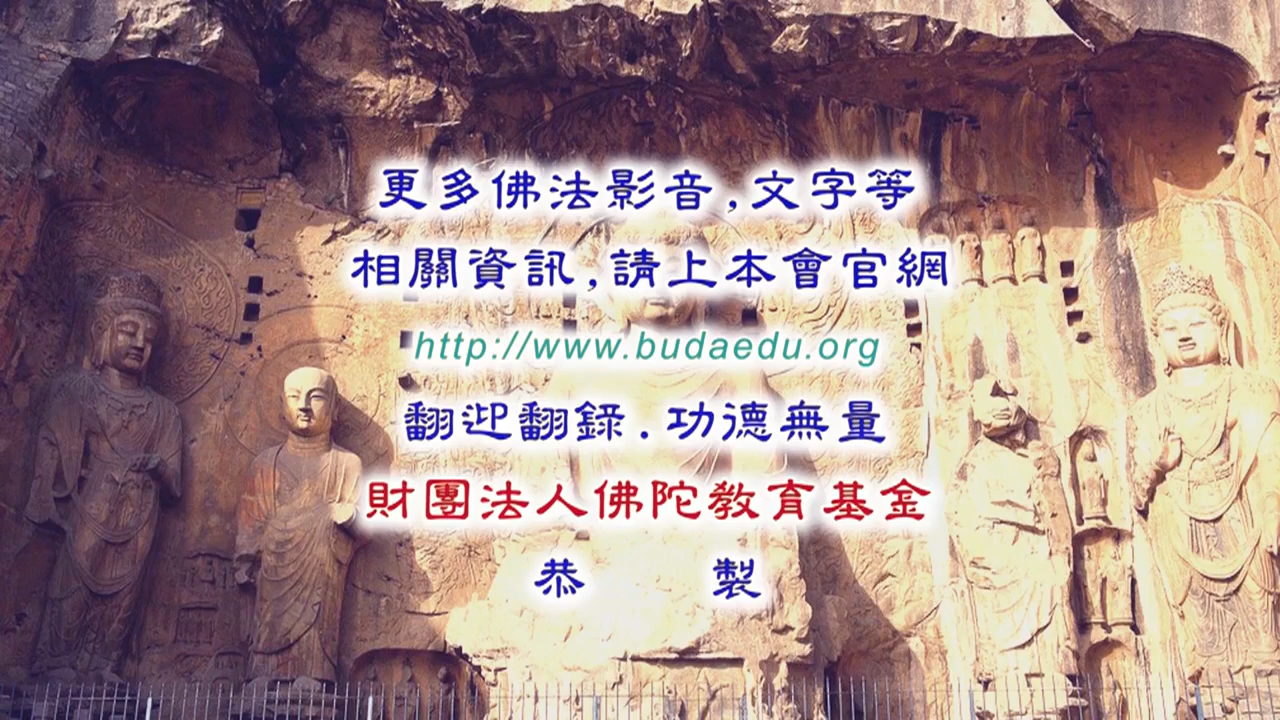 更多佛法影音,文字等
相關資訊,請上本會官網
http://www.budaedu.org
翻迎翻錄.功德無量
財團法人佛陀教育基金
恭 製